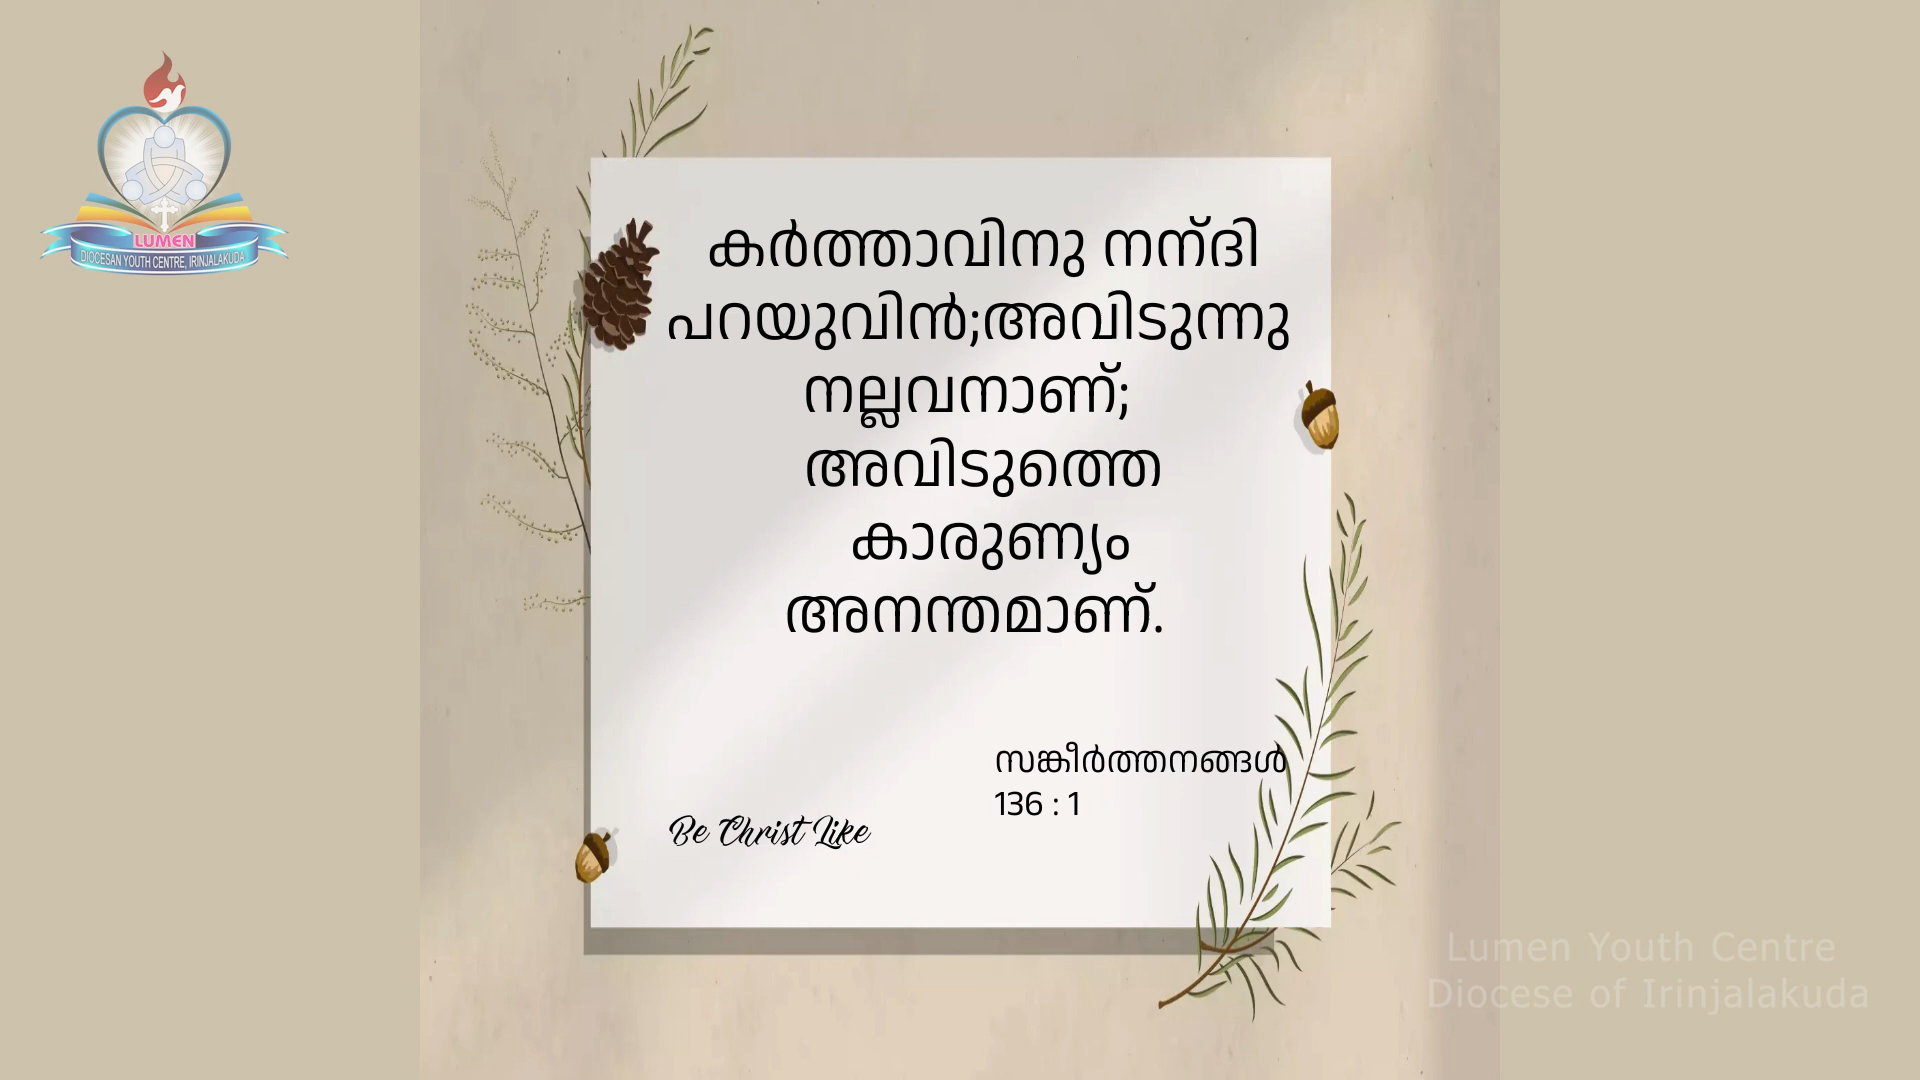 LUMEN
DIOCESAN YOUTH CENTRE, IRINJALAKUDA
കർത്താവിനു നന്ദി
പറയുവിൻ;അവിടുന്നു
നല്ലവനാണ്;
അവിടുത്തെ
കാരുണ്യം
അനന്തമാണ്.
സങ്കീർത്തനങ്ങൾ
136 : 1
Be Christ Like
Lumen Youth Centre
Diocese of Irinjalakuda